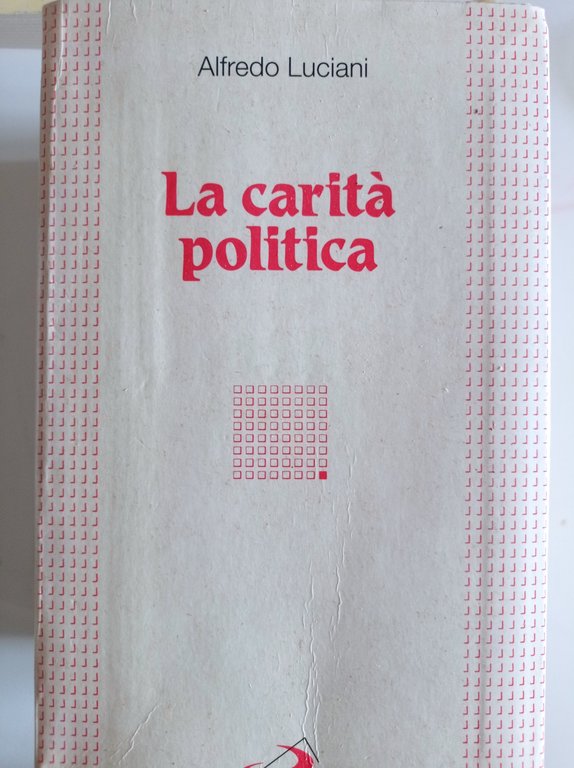 Alfredo Luciani
La carità
politica